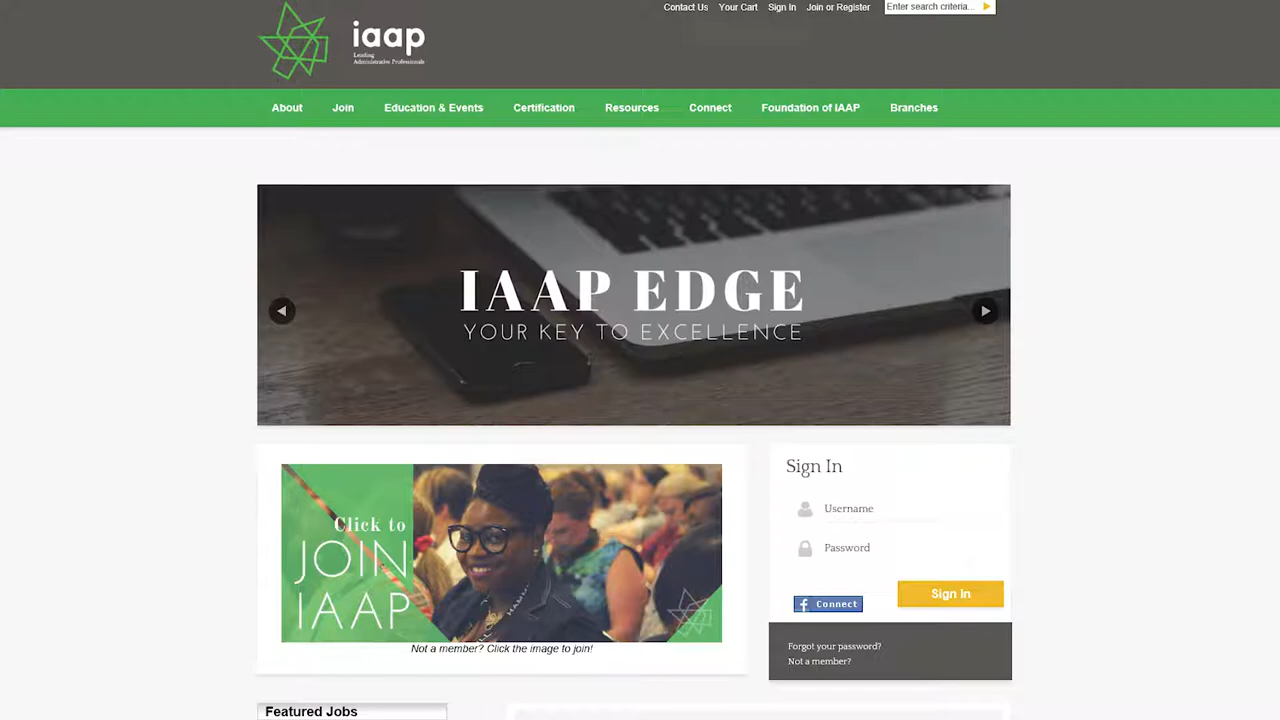 Contact Us Your Cart Sign In Join or Register Enter search criteria...
iaap
Leading
Administrative Professionals
About Join Education & Events Certification Resources Connect Foundation of IAAP Branches
IAAP EDGE
YOUR KEY TO EXCELLENCE
Click to
JOIN
IAAP
Not a member? Click the image to join!
Sign In
Username
Password
Connect
Sign In
Forgot your password?
Not a member?
Featured Jobs